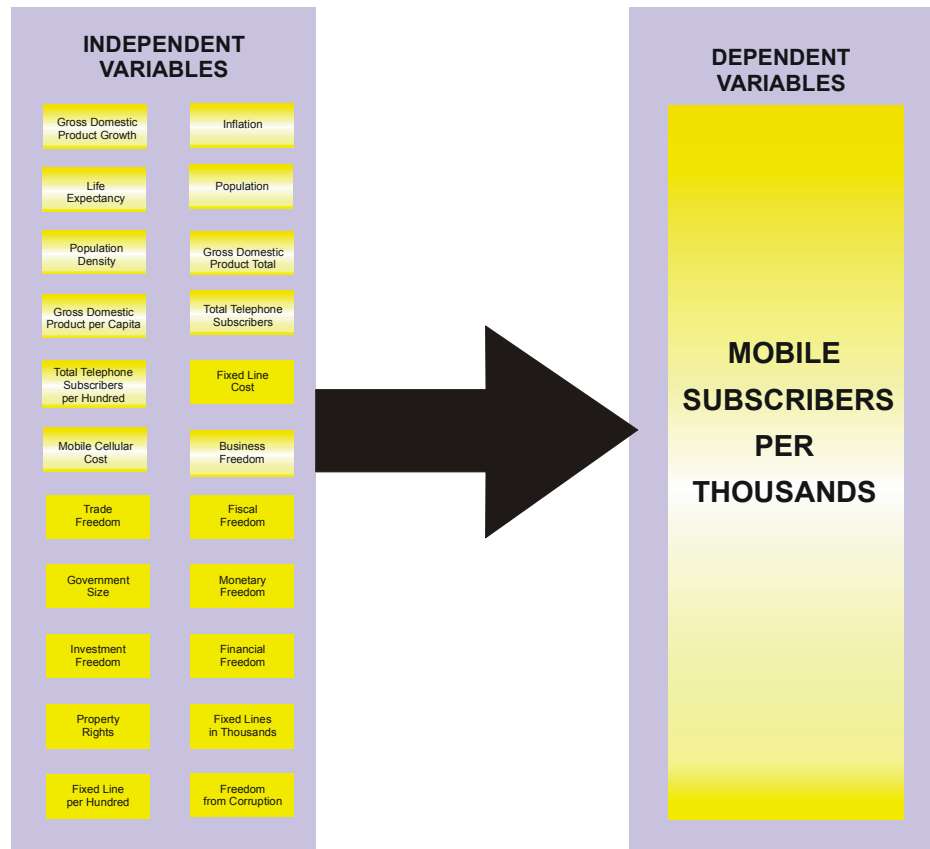 INDEPENDENT
VARIABLES
Gross Domestic
Product Growth
Inflation
Life
Expectancy
Population
Population
Density
Gross Domestic
Product Total
Gross Domestic
Product per Capita
Total Telephone
Subscribers
Total Telephone
Subscribers
per Hundred
Fixed Line
Cost
Mobile Cellular
Cost
Business
Freedom
Trade
Freedom
Fiscal
Freedom
Government
Size
Monetary
Freedom
Investment
Freedom
Financial
Freedom
Property
Rights
Fixed Lines
in Thousands
Fixed Line
per Hundred
Freedom
from Corruption
DEPENDENT
VARIABLES
MOBILE
SUBSCRIBERS
PER
THOUSANDS